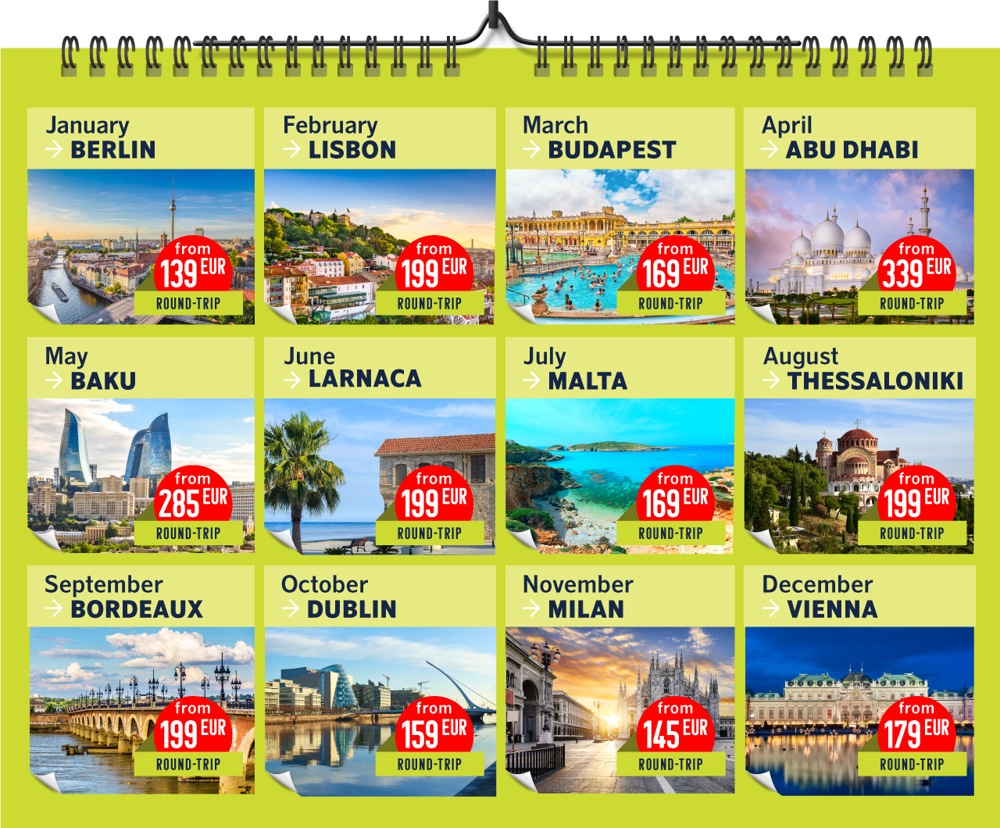 January
→ BERLIN
from
139 EUR
ROUND-TRIP
February
→ LISBON
from
199 EUR
ROUND-TRIP
March
→ BUDAPEST
from
169 EUR
ROUND-TRIP
April
→ ABU DHABI
from
339 EUR
ROUND-TRIP
May
→ BAKU
from
285 EUR
ROUND-TRIP
June
→ LARNACA
from
199 EUR
ROUND-TRIP
July
→ MALTA
from
169 EUR
ROUND-TRIP
August
→ THESSALONIKI
from
199 EUR
ROUND-TRIP
September
→ BORDEAUX
from
199 EUR
ROUND-TRIP
October
→ DUBLIN
from
159 EUR
ROUND-TRIP
November
→ MILAN
from
145 EUR
ROUND-TRIP
December
→ VIENNA
from
179 EUR
ROUND-TRIP